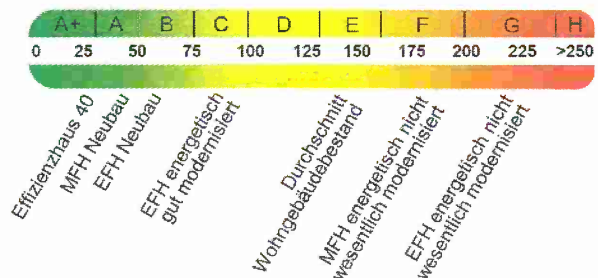 A+ A B C D E F G H
0 25 50 75 100 125 150 175 200 225 >250
Effizienzhaus 40
MFH Neubau
EFH Neubau
EFH energetisch
gut modernisiert
Durchschnitt
Wohngebäudebestand
MFH energetisch nicht
wesentlich modernisiert
EFH energetisch nicht
wesentlich modernisiert